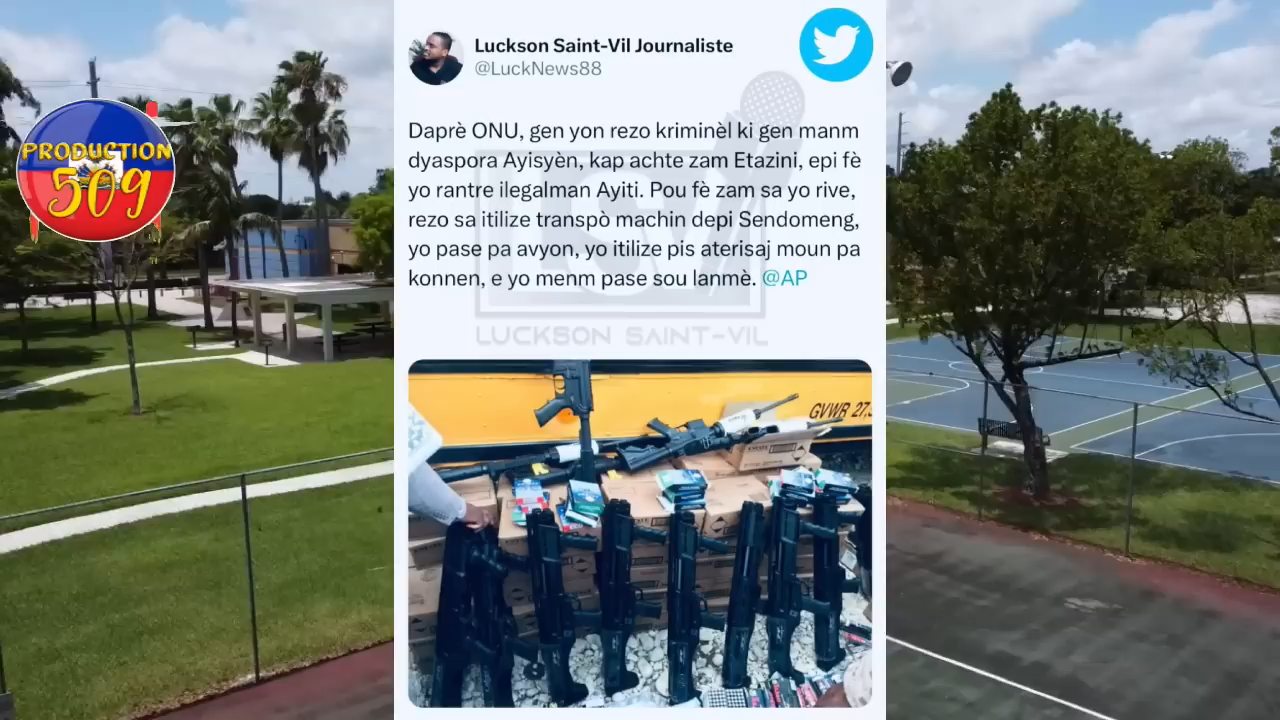 PRODUCTION
509
Luckson Saint-Vil Journaliste
@LuckNews88
Daprè ONU, gen yon rezo kriminèl ki gen manm
dyaspora Ayisyèn, kap achte zam Etazini, epi fè
yo rantre ilegalman Ayiti. Pou fè zam sa yo rive,
rezo sa itilize transpò machin depi Sendomeng,
yo pase pa avyon, yo itilize pis aterisaj moun pa
konnen, e yo menm pase sou lanmè. @AP
LSV
LUCKSON SAINT-VIL
GVWR 27,